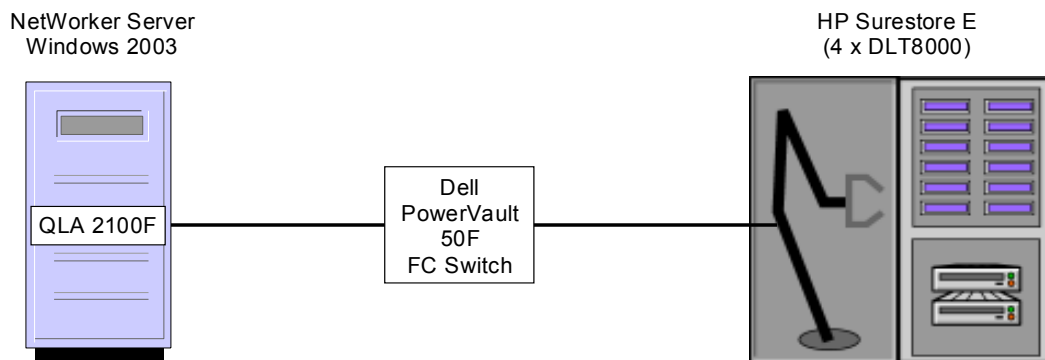 NetWorker Server
Windows 2003
HP Surestore E
(4 x DLT8000)
QLA 2100F
Dell
PowerVault
50F
FC Switch